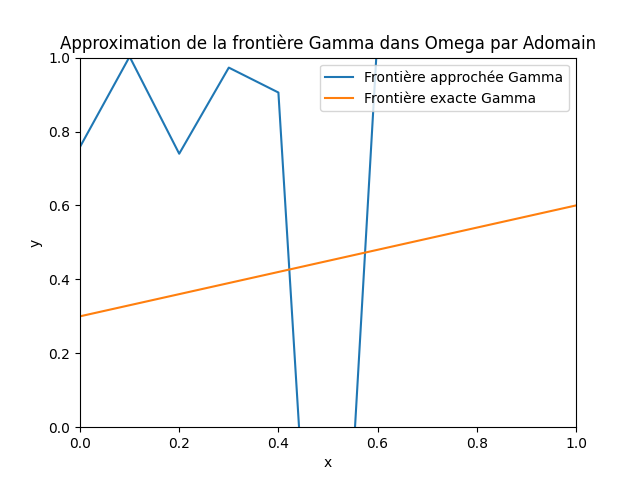 Approximation de la frontière Gamma dans Omega par Adomain
Frontière approchée Gamma
Frontière exacte Gamma
1.0
0.8
0.6
0.4
0.2
0.0
y
0.0 0.2 0.4 0.6 0.8 1.0
x